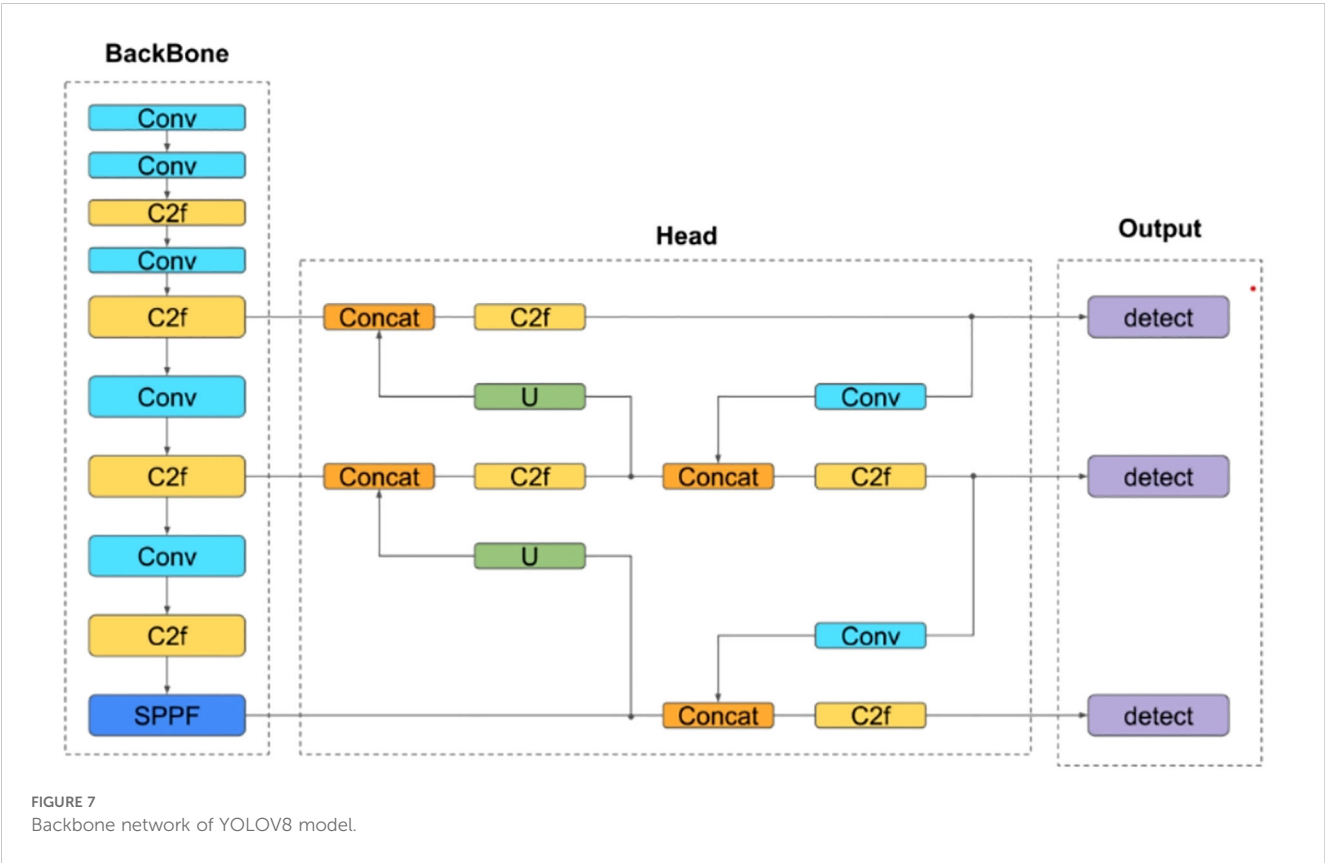 BackBone
Conv
Conv
C2f
Conv
C2f
Conv
C2f
Conv
C2f
SPPF
Head
Concat
C2f
U
Conv
Concat
C2f
Concat
C2f
U
Conv
Concat
C2f
Output
detect
detect
detect
FIGURE 7
Backbone network of YOLOV8 model.